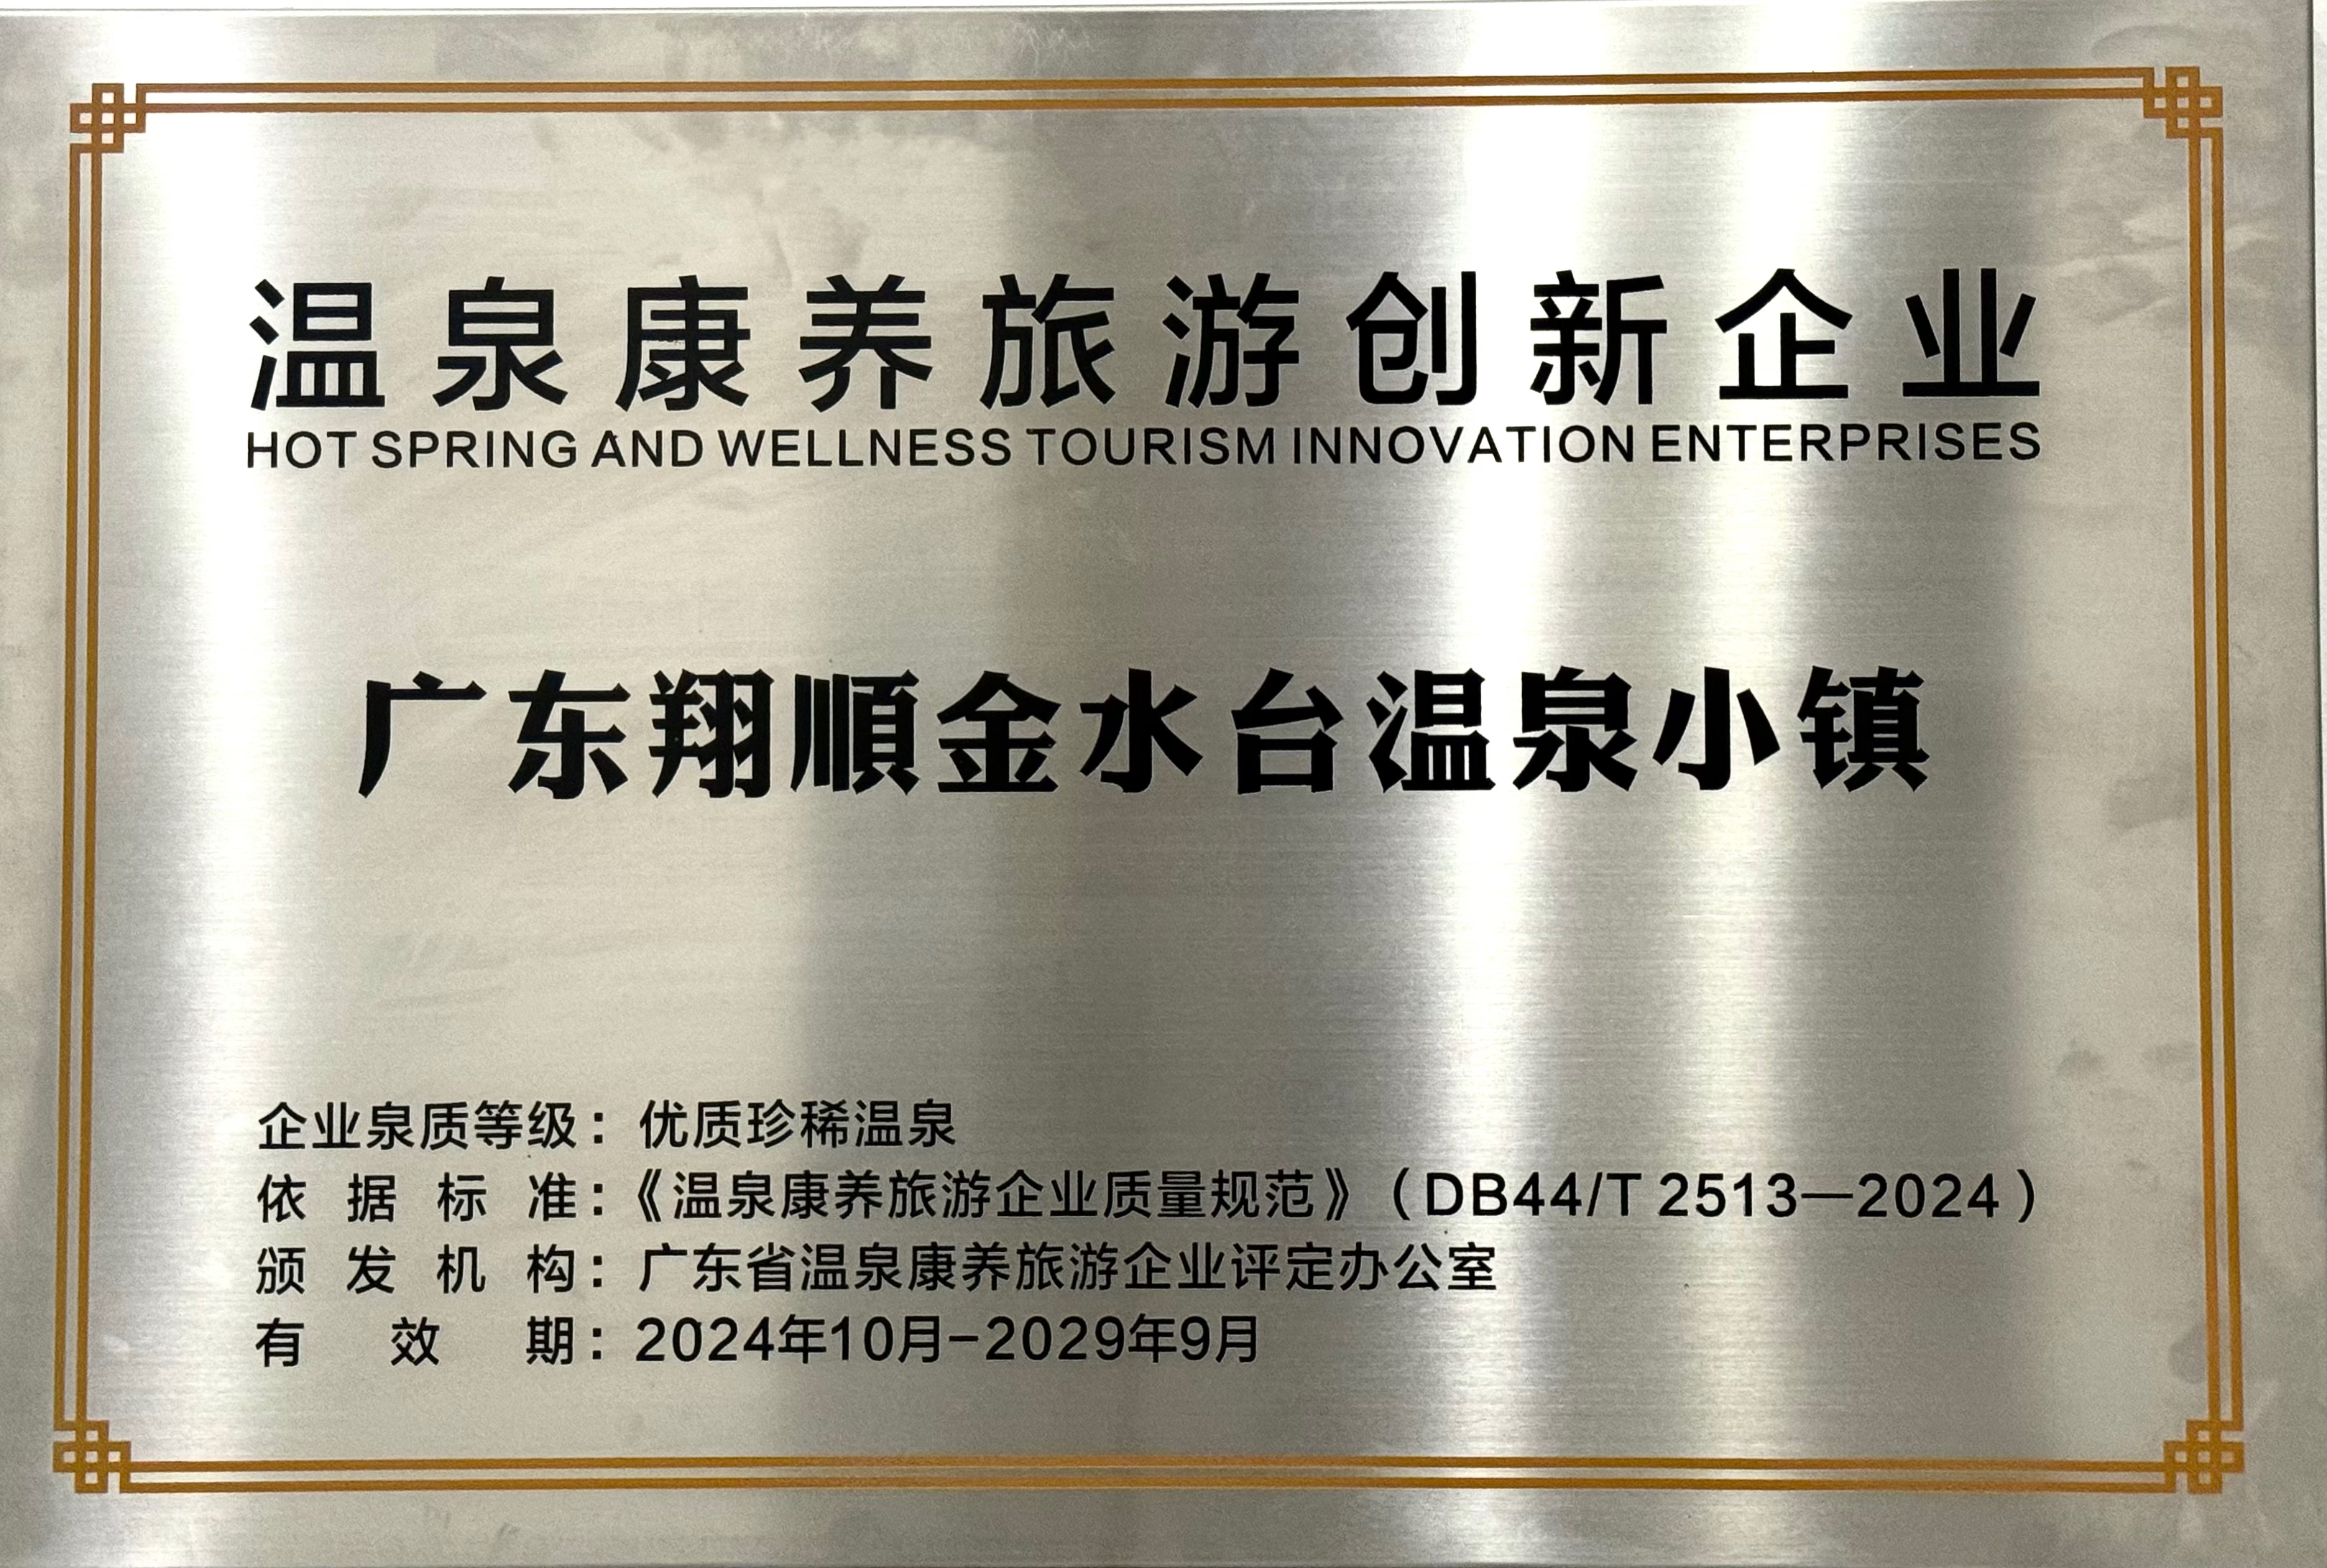 温泉康养旅游创新企业
HOT SPRING AND WELLNESS TOURISM INNOVATION ENTERPRISES
广东翔順金水台温泉小镇
企业泉质等级：优质珍稀温泉
依据标准：《温泉康养旅游企业质量规范》（DB44/T 2513—2024）
颁发机构：广东省温泉康养旅游企业评定办公室
有效期：2024年10月-2029年9月